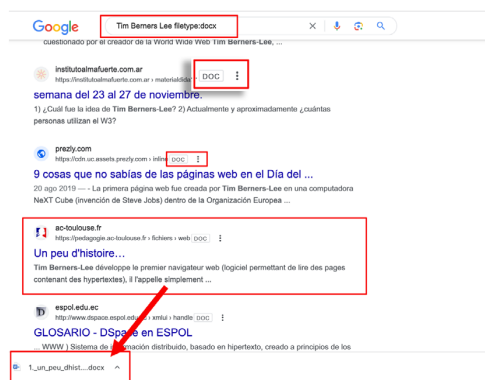 Google
Tim Berners Lee filetype:docx
cuestionado por el creador de la World Wide Web Tim Berners-Lee, ...
institutoalmafuerte.com.ar
https://institutoalmafuerte.com.ar › materialdida
DOC
semana del 23 al 27 de noviembre.
1) ¿Cuál fue la idea de Tim Berners-Lee? 2) Actualmente y aproximadamente ¿cuántas
personas utilizan el W3?
prezly.com
https://cdn.uc.assets.prezly.com › inline DOC
9 cosas que no sabías de las páginas web en el Día del ...
20 ago 2019 — - La primera página web fue creada por Tim Berners-Lee en una computadora
NeXT Cube (invención de Steve Jobs) dentro de la Organización Europea ...
ac-toulouse.fr
https://pedagogie.ac-toulouse.fr › fichiers › web DOC
Un peu d'histoire…
Tim Berners-Lee développe le premier navigateur web (logiciel permettant de lire des pages
contenant des hypertextes), il l'appelle simplement ...
espol.edu.ec
http://www.dspace.espol.edu.ec › xmlui › handle DOC
GLOSARIO - DSpace en ESPOL
... WWW ) Sistema de información distribuido, basado en hipertexto, creado a principios de los
1._un_peu_dhist....docx